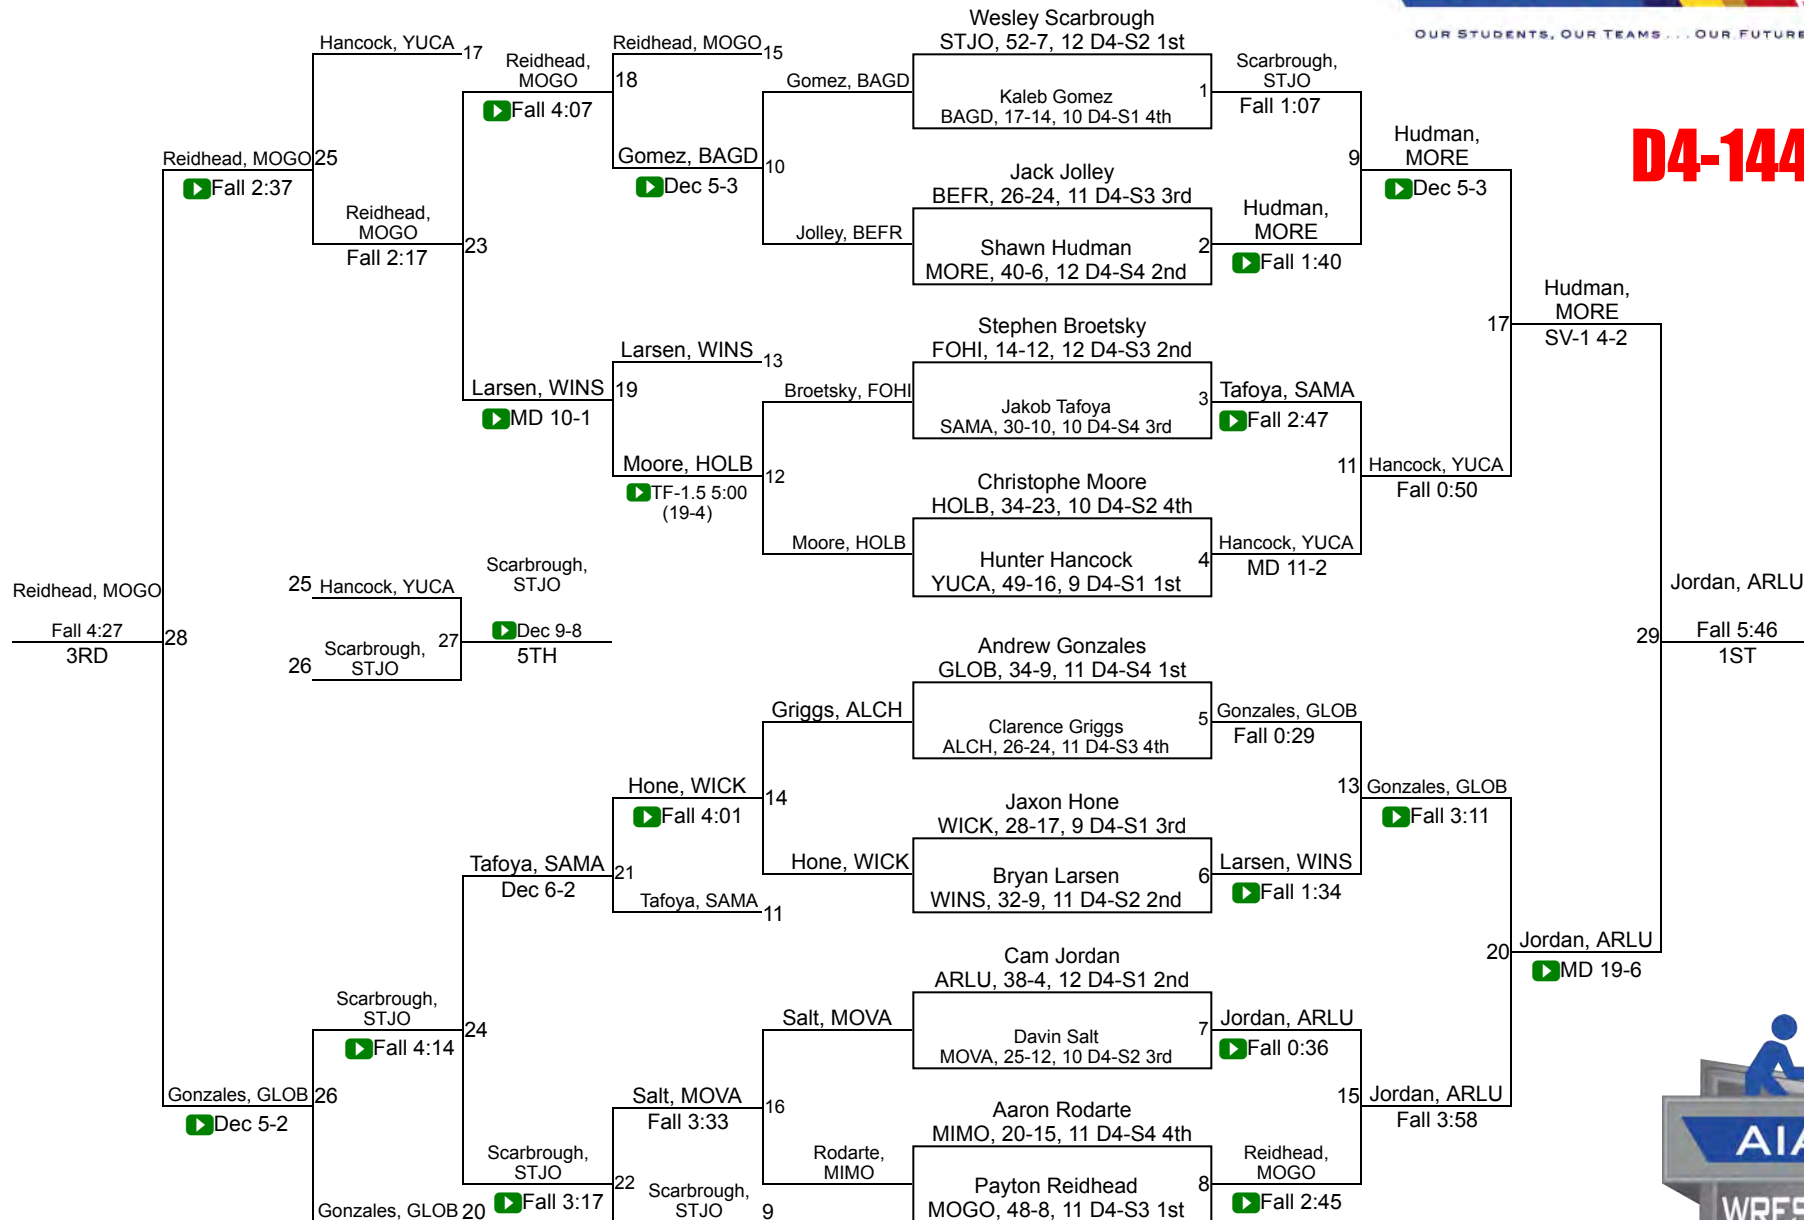 OUR STUDENTS, OUR TEAMS . . . OUR FUTURE
D4-144
Hancock, YUCA 17
Reidhead, MOGO 25
Fall 2:37
Reidhead,
MOGO
Fall 2:17
23
Reidhead,
MOGO
Fall 4:07
18
Reidhead, MOGO 15
Gomez, BAGD
Dec 5-3
10
Gomez, BAGD
Jolley, BEFR
Larsen, WINS
MD 10-1
19
Larsen, WINS 13
Moore, HOLB
TF-1.5 5:00
(19-4)
12
Broetsky, FOHI
Moore, HOLB
Reidhead, MOGO
Fall 4:27
3RD
28
25 Hancock, YUCA
26 Scarbrough,
STJO
27
Scarbrough,
STJO
Dec 9-8
5TH
Gonzales, GLOB
Dec 5-2
26
Scarbrough,
STJO
Fall 4:14
24
Gonzales, GLOB 20
Tafoya, SAMA
Dec 6-2
21
Hone, WICK
Fall 4:01
14
Tafoya, SAMA 11
Griggs, ALCH
Hone, WICK
Scarbrough,
STJO
Fall 3:17
22
Salt, MOVA
Fall 3:33
16
Scarbrough,
STJO 9
Salt, MOVA
Rodarte,
MIMO
Wesley Scarbrough
STJO, 52-7, 12 D4-S2 1st
Kaleb Gomez
BAGD, 17-14, 10 D4-S1 4th
1
Jack Jolley
BEFR, 26-24, 11 D4-S3 3rd
Shawn Hudman
MORE, 40-6, 12 D4-S4 2nd
2
Stephen Broetsky
FOHI, 14-12, 12 D4-S3 2nd
Jakob Tafoya
SAMA, 30-10, 10 D4-S4 3rd
3
Christophe Moore
HOLB, 34-23, 10 D4-S2 4th
Hunter Hancock
YUCA, 49-16, 9 D4-S1 1st
4
Andrew Gonzales
GLOB, 34-9, 11 D4-S4 1st
Clarence Griggs
ALCH, 26-24, 11 D4-S3 4th
5
Jaxon Hone
WICK, 28-17, 9 D4-S1 3rd
Bryan Larsen
WINS, 32-9, 11 D4-S2 2nd
6
Cam Jordan
ARLU, 38-4, 12 D4-S1 2nd
Davin Salt
MOVA, 25-12, 10 D4-S2 3rd
7
Aaron Rodarte
MIMO, 20-15, 11 D4-S4 4th
Payton Reidhead
MOGO, 48-8, 11 D4-S3 1st
8
Scarbrough,
STJO
Fall 1:07
Hudman,
MORE
Fall 1:40
9
Hudman,
MORE
Dec 5-3
Tafoya, SAMA
Fall 2:47
Hancock, YUCA
MD 11-2
11 Hancock, YUCA
Fall 0:50
17
Hudman,
MORE
SV-1 4-2
Gonzales, GLOB
Fall 0:29
Larsen, WINS
Fall 1:34
13 Gonzales, GLOB
Fall 3:11
Jordan, ARLU
Fall 0:36
Reidhead,
MOGO
Fall 2:45
15 Jordan, ARLU
Fall 3:58
20 Jordan, ARLU
MD 19-6
29
Jordan, ARLU
Fall 5:46
1ST
AIA